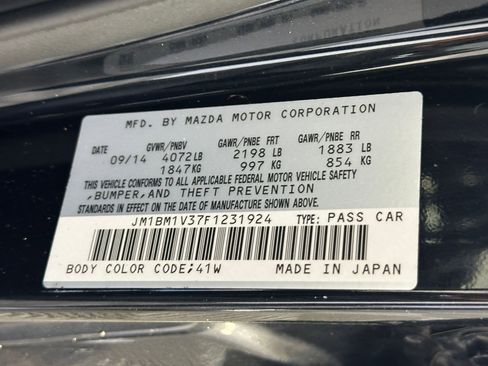 MFD. BY MAZDA MOTOR CORPORATION
DATE GVWR/PNBV GAWR/PNBE FRT GAWR/PNBE RR
09/14 4072LB 2198 LB 1883 LB
1847KG 997 KG 854 KG
THIS VEHICLE CONFORMS TO ALL APPLICABLE FEDERAL MOTOR VEHICLE SAFETY
,BUMPER,AND THEFT PREVENTION
STANDARDS IN EFFECT ON THE DATE OF MANUFACTURE SHOWN ABOVE.
JM1BM1V37F1231924 TYPE: PASS CAR
BODY COLOR CODE;41W MADE IN JAPAN